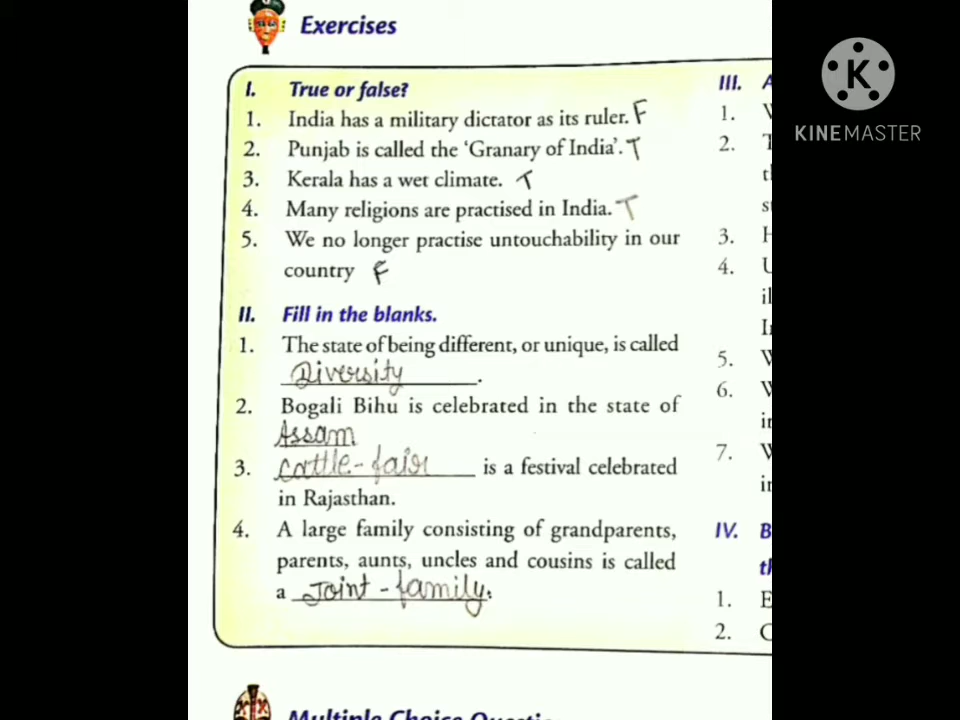 Exercises
I. True or false?
1. India has a military dictator as its ruler. F
2. Punjab is called the 'Granary of India'. T
3. Kerala has a wet climate. T
4. Many religions are practised in India. T
5. We no longer practise untouchability in our
country F
II. Fill in the blanks.
1. The state of being different, or unique, is called
Diversity.
2. Bogali Bihu is celebrated in the state of
Assam
3. Cattle-fair is a festival celebrated
in Rajasthan.
4. A large family consisting of grandparents,
parents, aunts, uncles and cousins is called
a Joint-family.
Multiple Choice
III.
1.
2.
3.
4.
5.
6.
7.
IV.
1.
2.
K
KINEMASTER